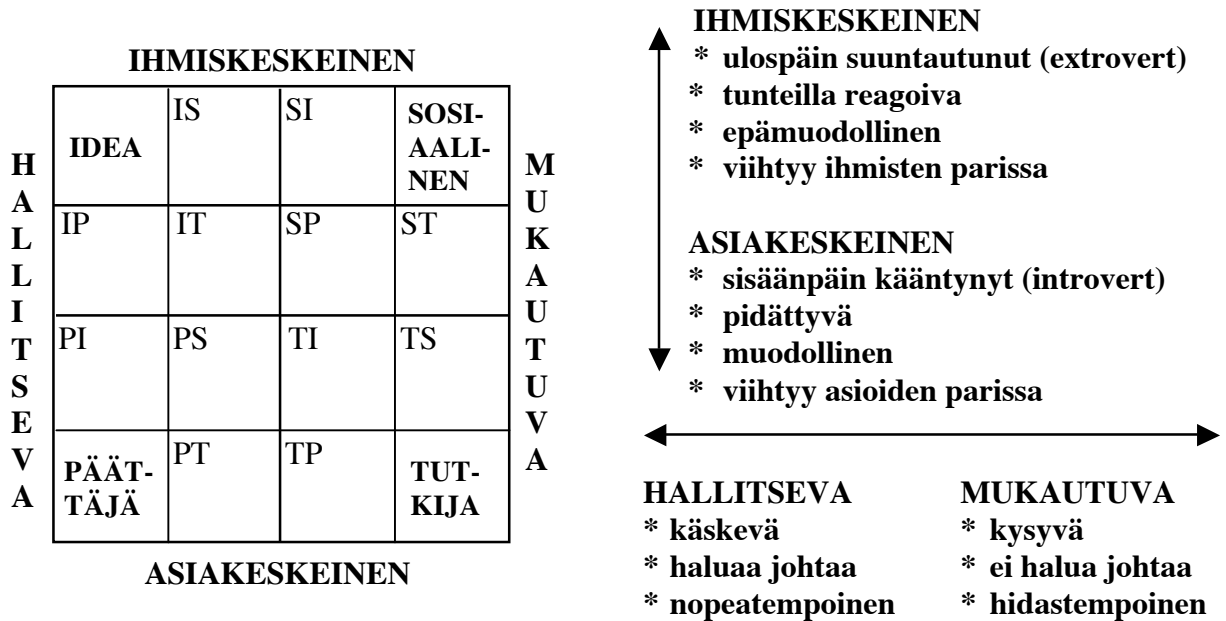 IHMISKESKEINEN
IDEA
IS
SI
SOSI-
AALI-
NEN
IP
IT
SP
ST
PI
PS
TI
TS
PÄÄT-
TÄJÄ
PT
TP
TUT-
KIJA
ASIAKESKEINEN
HALLITSEVA
MUKAUTUVA
IHMISKESKEINEN
* ulospäin suuntautunut (extrovert)
* tunteilla reagoiva
* epämuodollinen
* viihtyy ihmisten parissa
ASIAKESKEINEN
* sisäänpäin kääntynyt (introvert)
* pidättyvä
* muodollinen
* viihtyy asioiden parissa
HALLITSEVA
* käskevä
* haluaa johtaa
* nopeatempoinen
MUKAUTUVA
* kysyvä
* ei halua johtaa
* hidastempoinen